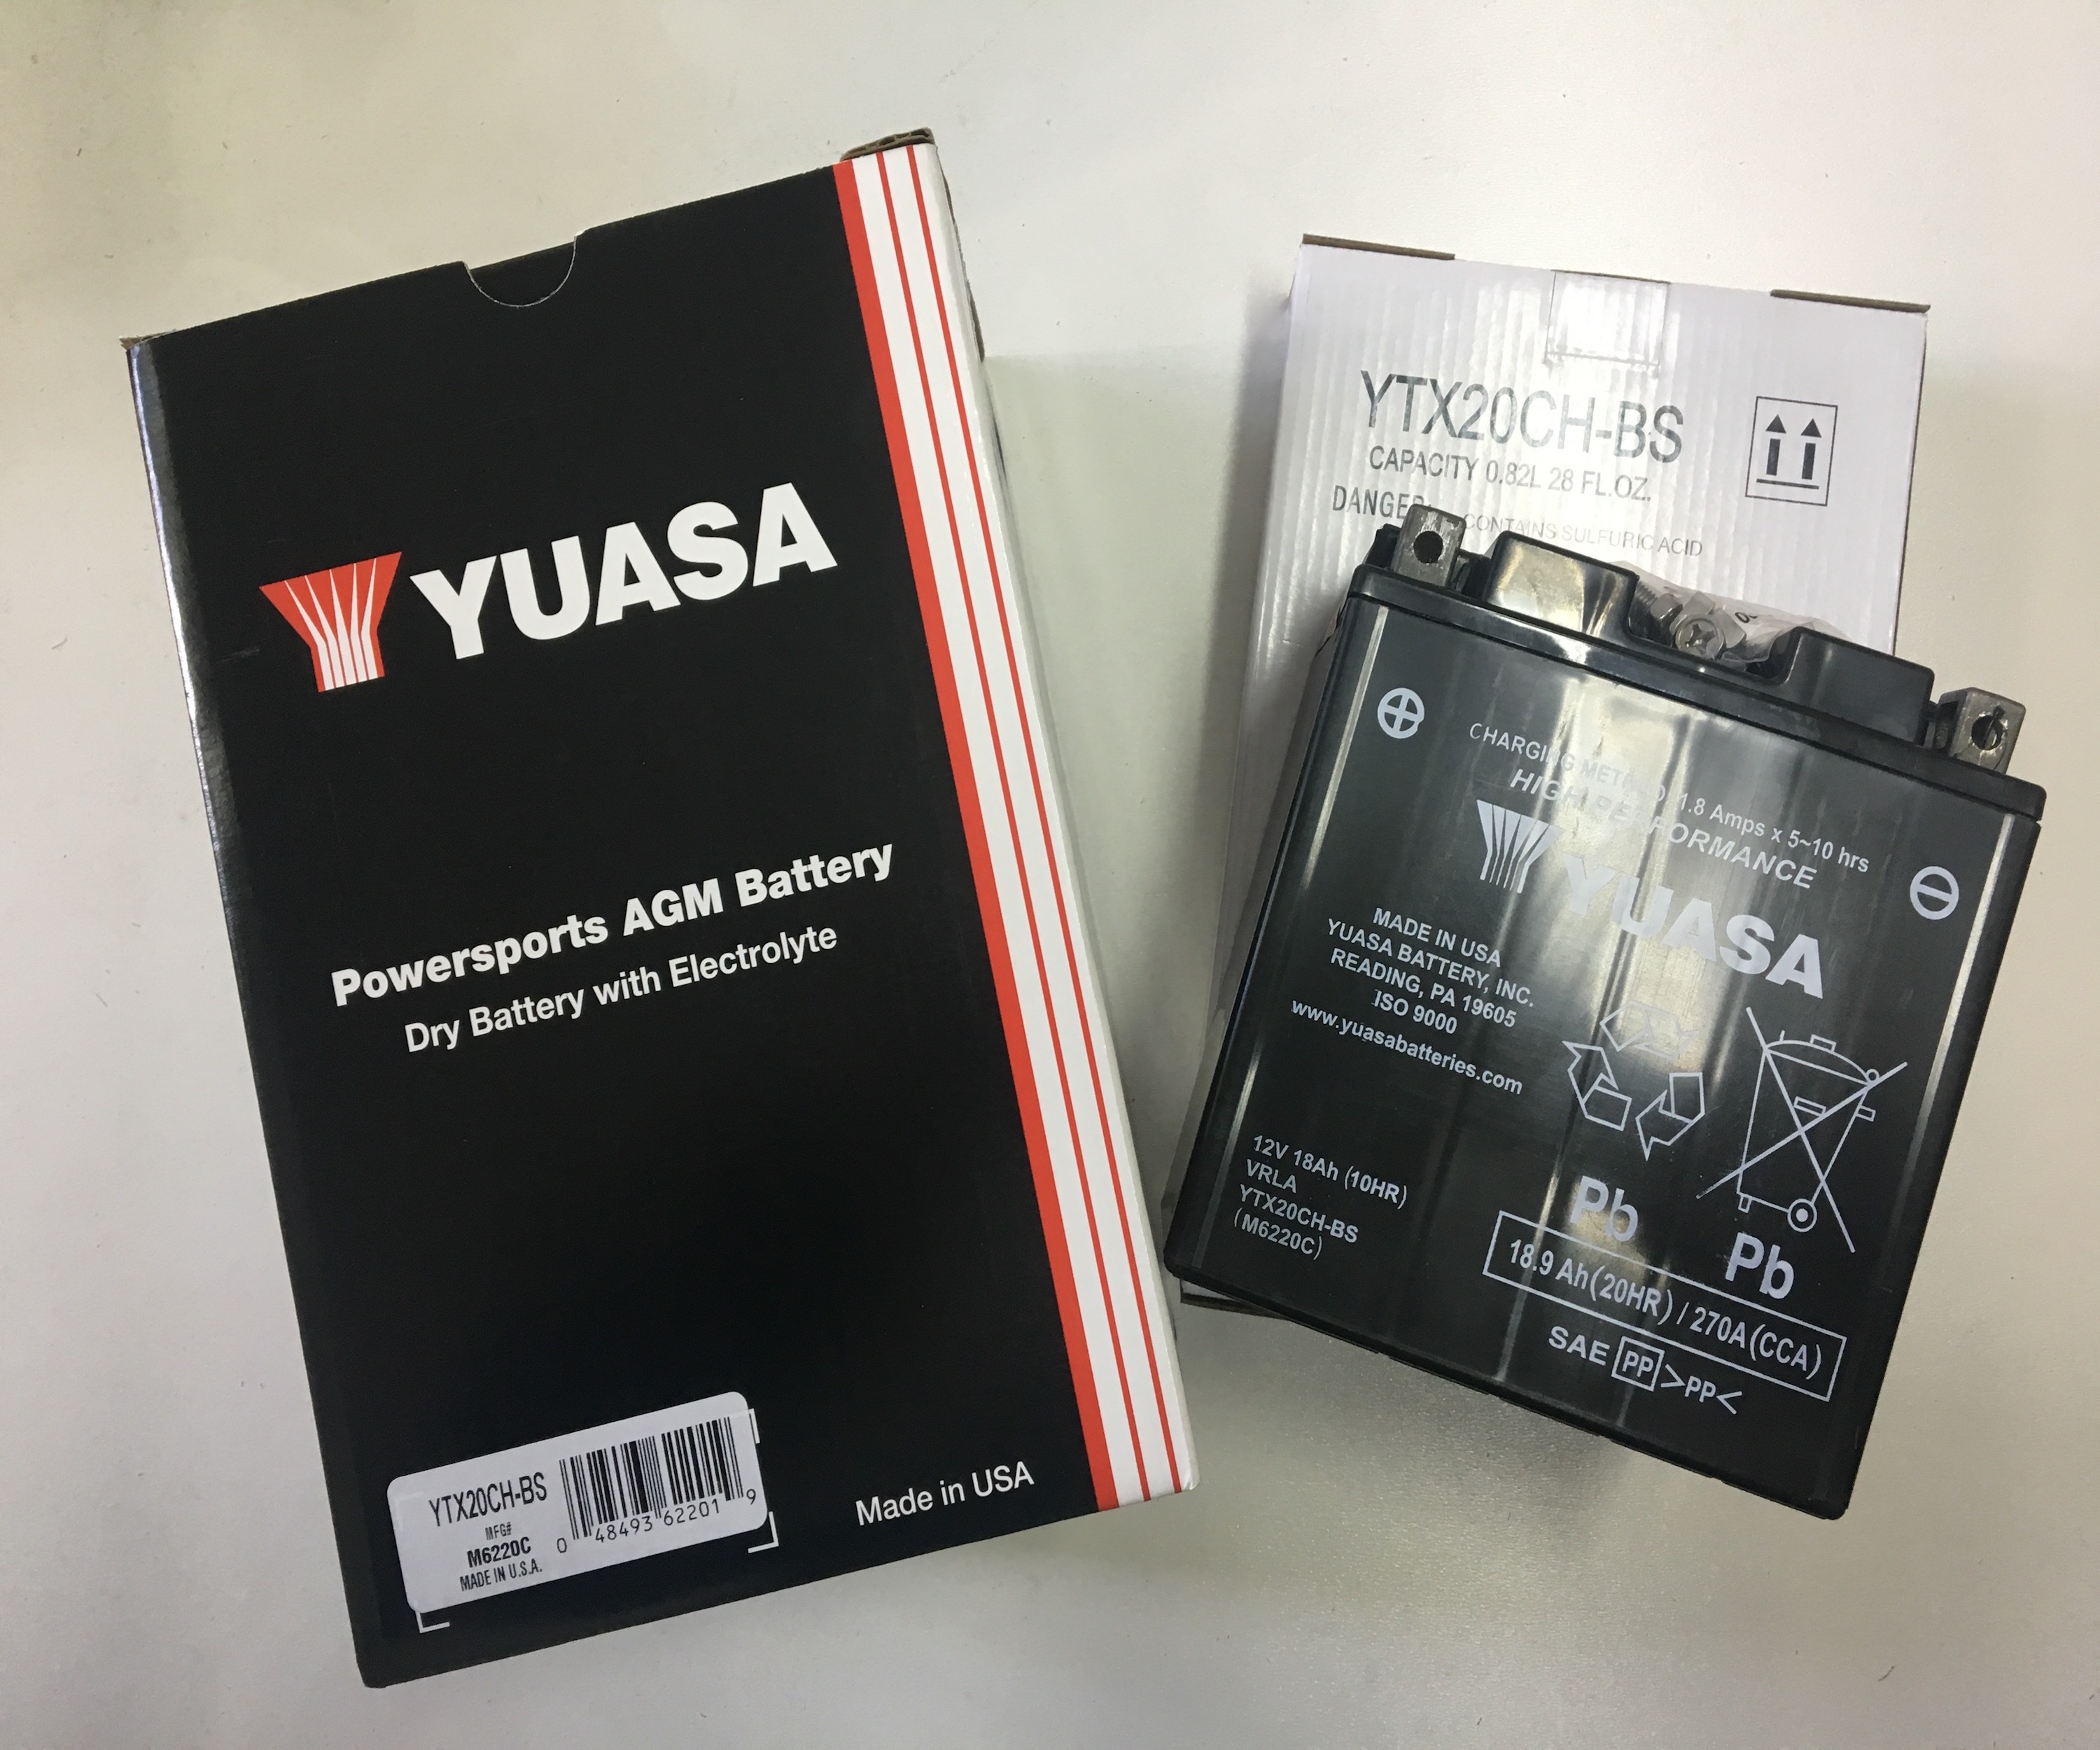 YUASA
Powersports AGM Battery
Dry Battery with Electrolyte
YTX20CH-BS
MFG#
M6220C
MADE IN U.S.A.
0 48493 62201 9
Made in USA
YTX20CH-BS
CAPACITY 0.82L 28 FL.OZ.
CONTAINS SULFURIC ACID
CHARGING METHOD 1.8 Amps x 5~10 hrs
HIGH PERFORMANCE
YUASA
MADE IN USA
YUASA BATTERY, INC.
READING, PA 19605
ISO 9000
www.yuasabatteries.com
12V 18Ah (10HR)
VRLA
YTX20CH-BS
(M6220C)
Pb
Pb
18.9 Ah(20HR) / 270A(CCA)
SAE PP >PP<